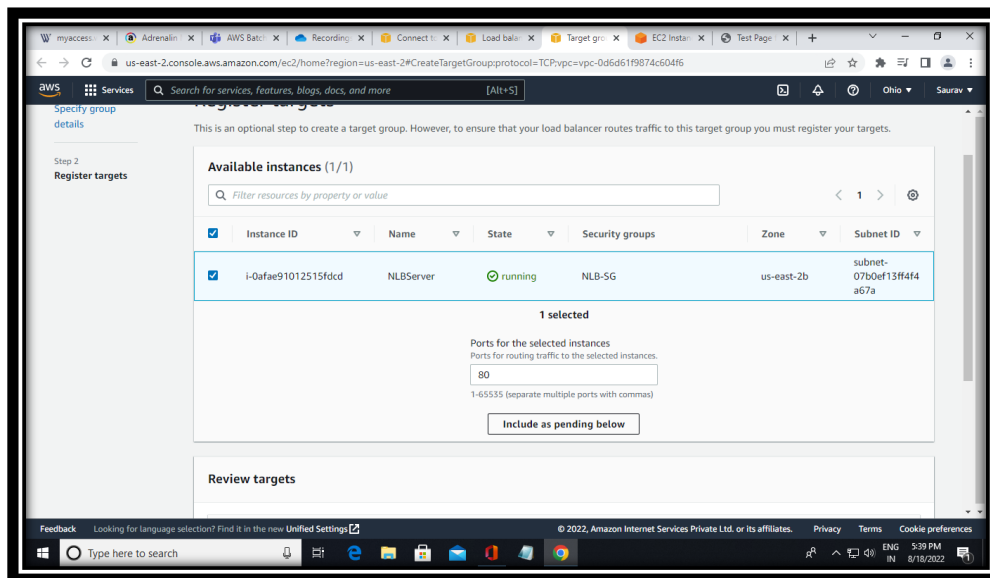 myaccess.
Adrenalin
AWS Batch
Recordings
Connect to
Load balan
Target gro
EC2 Instan
Test Page
us-east-2.console.aws.amazon.com/ec2/home?region=us-east-2#CreateTargetGroup:protocol=TCP;vpc=vpc-0d6d61f9874c604f6
aws Services Search for services, features, blogs, docs, and more [Alt+S] Ohio Saurav
Specify group
details
Register targets
This is an optional step to create a target group. However, to ensure that your load balancer routes traffic to this target group you must register your targets.
Step 2
Register targets
Available instances (1/1)
Filter resources by property or value
1
Instance ID Name State Security groups Zone Subnet ID
i-0afae91012515fdcd NLBServer running NLB-SG us-east-2b
subnet-
07b0ef13ff4f4
a67a
1 selected
Ports for the selected instances
Ports for routing traffic to the selected instances.
80
1-65535 (separate multiple ports with commas)
Include as pending below
Review targets
Feedback Looking for language selection? Find it in the new Unified Settings © 2022, Amazon Internet Services Private Ltd. or its affiliates. Privacy Terms Cookie preferences
Type here to search
ENG 5:39 PM
IN 8/18/2022
1